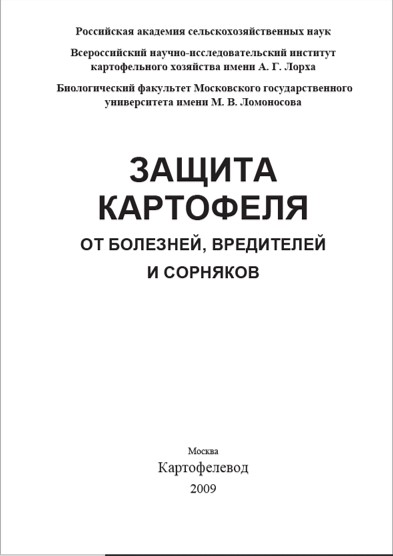 Российская академия сельскохозяйственных наук
Всероссийский научно-исследовательский институт
картофельного хозяйства имени А. Г. Лорха
Биологический факультет Московского государственного
университета имени М. В. Ломоносова
ЗАЩИТА
КАРТОФЕЛЯ
ОТ БОЛЕЗНЕЙ, ВРЕДИТЕЛЕЙ
И СОРНЯКОВ
Москва
Картофелевод
2009